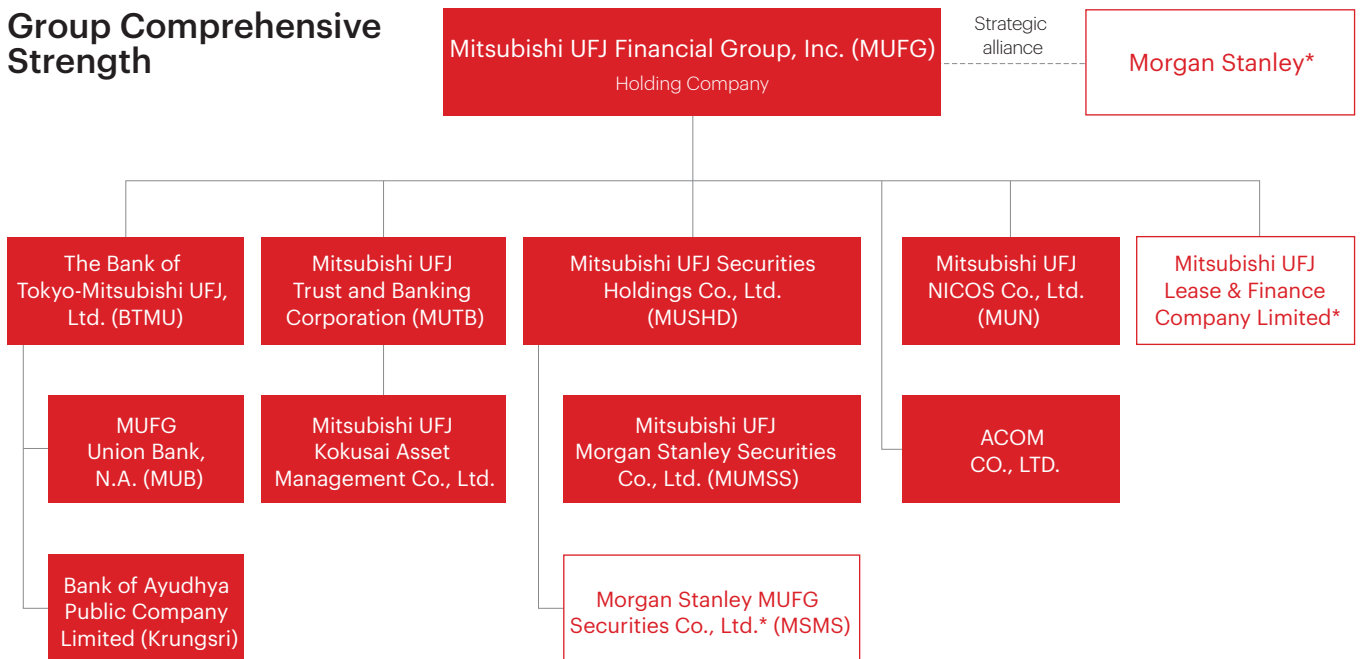 Group Comprehensive
Strength
Mitsubishi UFJ Financial Group, Inc. (MUFG)
Holding Company
Strategic
alliance
Morgan Stanley*
The Bank of
Tokyo-Mitsubishi UFJ,
Ltd. (BTMU)
Mitsubishi UFJ
Trust and Banking
Corporation (MUTB)
Mitsubishi UFJ Securities
Holdings Co., Ltd.
(MUSHD)
Mitsubishi UFJ
NICOS Co., Ltd.
(MUN)
Mitsubishi UFJ
Lease & Finance
Company Limited*
MUFG
Union Bank,
N.A. (MUB)
Mitsubishi UFJ
Kokusai Asset
Management Co., Ltd.
Mitsubishi UFJ
Morgan Stanley Securities
Co., Ltd. (MUMSS)
ACOM
CO., LTD.
Bank of Ayudhya
Public Company
Limited (Krungsri)
Morgan Stanley MUFG
Securities Co., Ltd.* (MSMS)